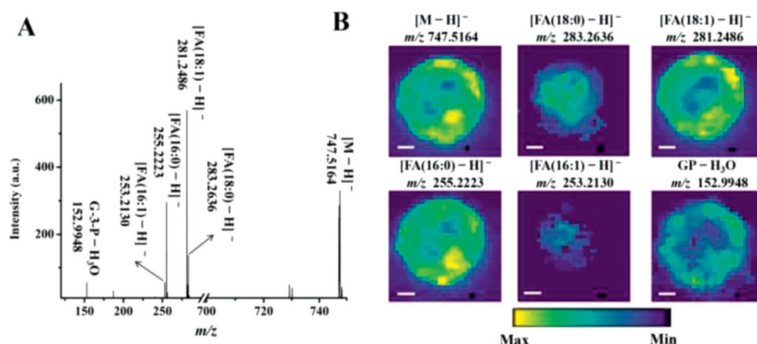 A
Intensity (a.u.)
600
400
200
G-3-P − H₃O
152.9948
[FA(16:1) − H]⁻
253.2130
[FA(16:0) − H]⁻
255.2223
[FA(18:1) − H]⁻
281.2486
[FA(18:0) − H]⁻
283.2636
[M − H]⁻
747.5164
150 200 250 700 740
m/z
B
[M − H]⁻ [FA(18:0) − H]⁻ [FA(18:1) − H]⁻
m/z 747.5164 m/z 283.2636 m/z 281.2486
[FA(16:0) − H]⁻ [FA(16:1) − H]⁻ GP − H₃O
m/z 255.2223 m/z 253.2130 m/z 152.9948
Max Min